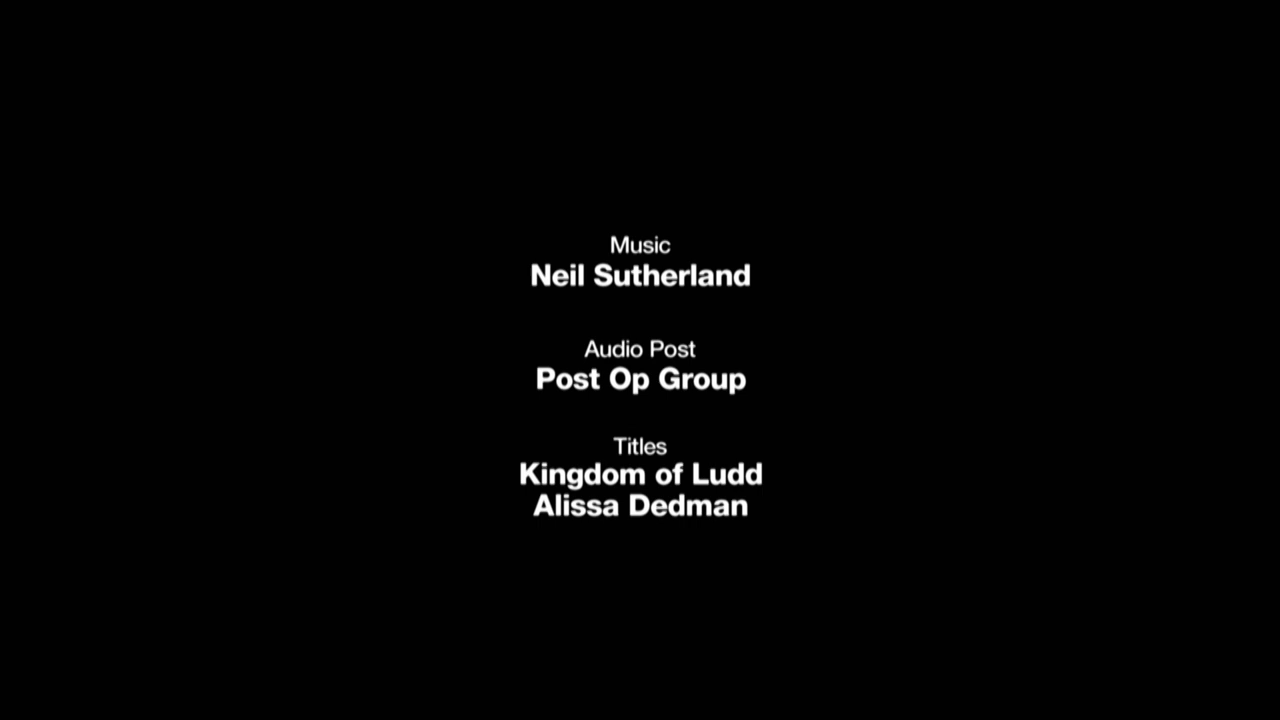 Music
Neil Sutherland
Audio Post
Post Op Group
Titles
Kingdom of Ludd
Alissa Dedman